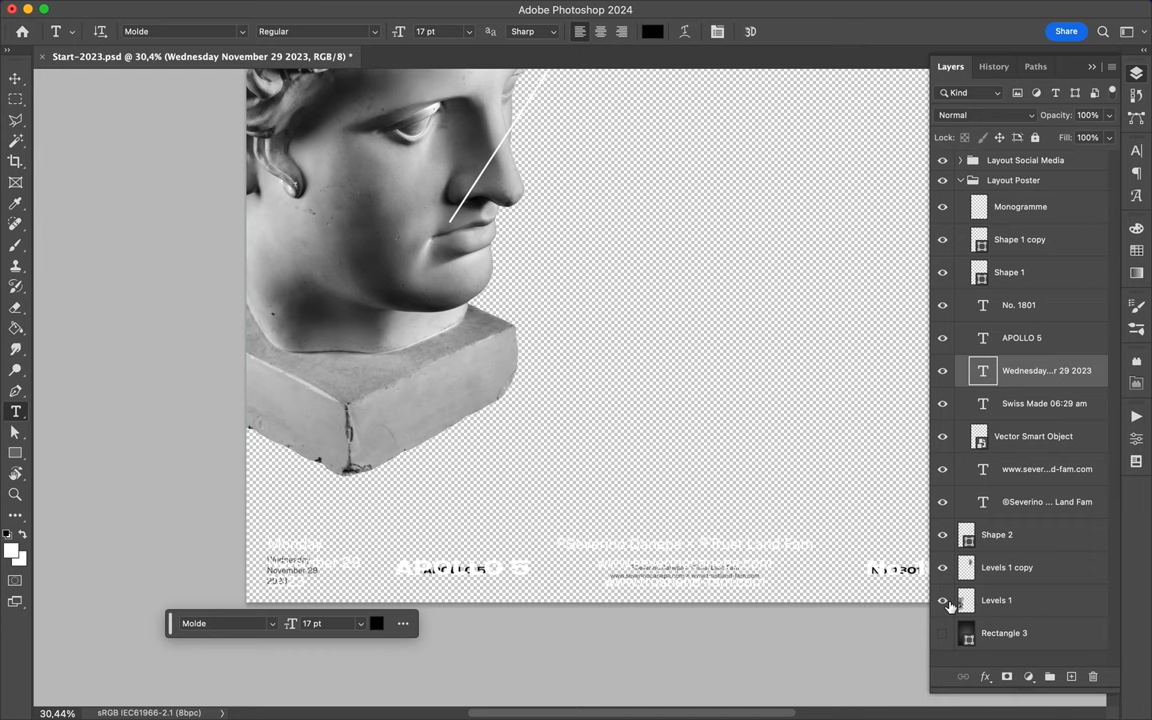 Adobe Photoshop 2024
Molde
Regular
17 pt
Sharp
3D
Share
Start-2023.psd @ 30,4% (Wednesday November 29 2023, RGB/8) *
Layers
History
Paths
Kind
Normal
Opacity: 100%
Lock:
Fill: 100%
Layout Social Media
Layout Poster
Monogramme
Shape 1 copy
Shape 1
No. 1801
APOLLO 5
Wednesday...r 29 2023
Swiss Made 06:29 am
Vector Smart Object
www.sever...d-fam.com
©Severino ... Land Fam
Shape 2
Levels 1 copy
Levels 1
Rectangle 3
Wednesday
November 29
APOLLO 5
Molde
17 pt
30,44%
sRGB IEC61966-2.1 (8bpc)